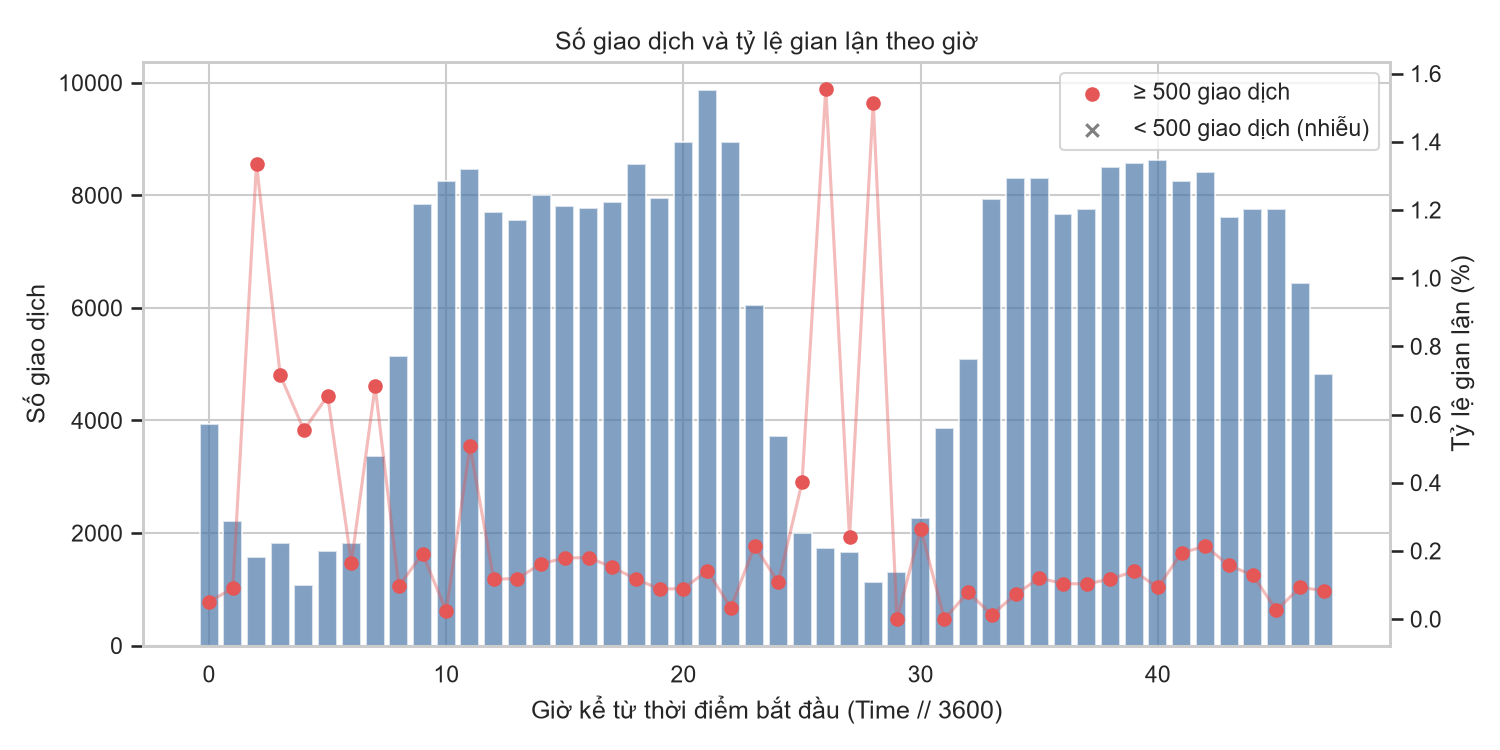 Số giao dịch và tỷ lệ gian lận theo giờ
≥ 500 giao dịch
< 500 giao dịch (nhiễu)
Số giao dịch
10000
8000
6000
4000
2000
0
1.6
1.4
1.2
1.0
0.8
0.6
0.4
0.2
0.0
Tỷ lệ gian lận (%)
0 10 20 30 40
Giờ kể từ thời điểm bắt đầu (Time // 3600)